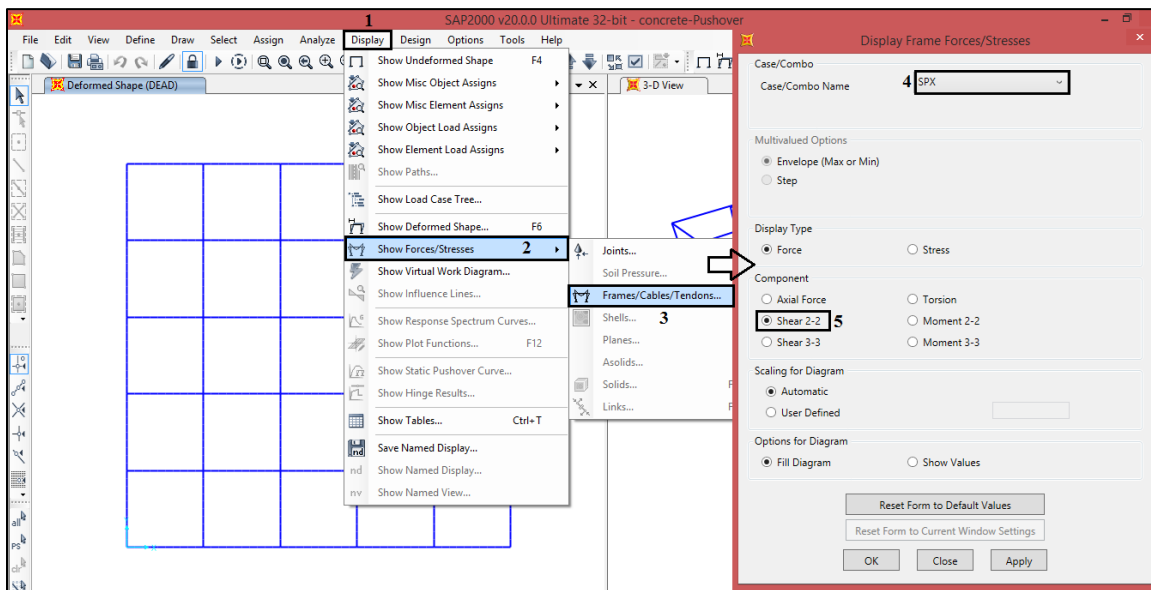 1
SAP2000 v20.0.0 Ultimate 32-bit - concrete-Pushover
File Edit View Define Draw Select Assign Analyze Display Design Options Tools Help
Deformed Shape (DEAD)
3-D View
Show Undeformed Shape F4
Show Misc Object Assigns
Show Misc Element Assigns
Show Object Load Assigns
Show Element Load Assigns
Show Paths...
Show Load Case Tree...
Show Deformed Shape... F6
Show Forces/Stresses 2
Show Virtual Work Diagram...
Show Influence Lines...
Show Response Spectrum Curves...
Show Plot Functions... F12
Show Static Pushover Curve...
Show Hinge Results...
Show Tables... Ctrl+T
Save Named Display...
nd Show Named Display...
nv Show Named View...
Joints...
Soil Pressure...
Frames/Cables/Tendons...
Shells... 3
Planes...
Asolids...
Solids... F
Links... F
all
PS
clr
Display Frame Forces/Stresses
Case/Combo
Case/Combo Name 4 SPX
Multivalued Options
Envelope (Max or Min)
Step
Display Type
Force Stress
Component
Axial Force Torsion
Shear 2-2 5 Moment 2-2
Shear 3-3 Moment 3-3
Scaling for Diagram
Automatic
User Defined
Options for Diagram
Fill Diagram Show Values
Reset Form to Default Values
Reset Form to Current Window Settings
OK Close Apply